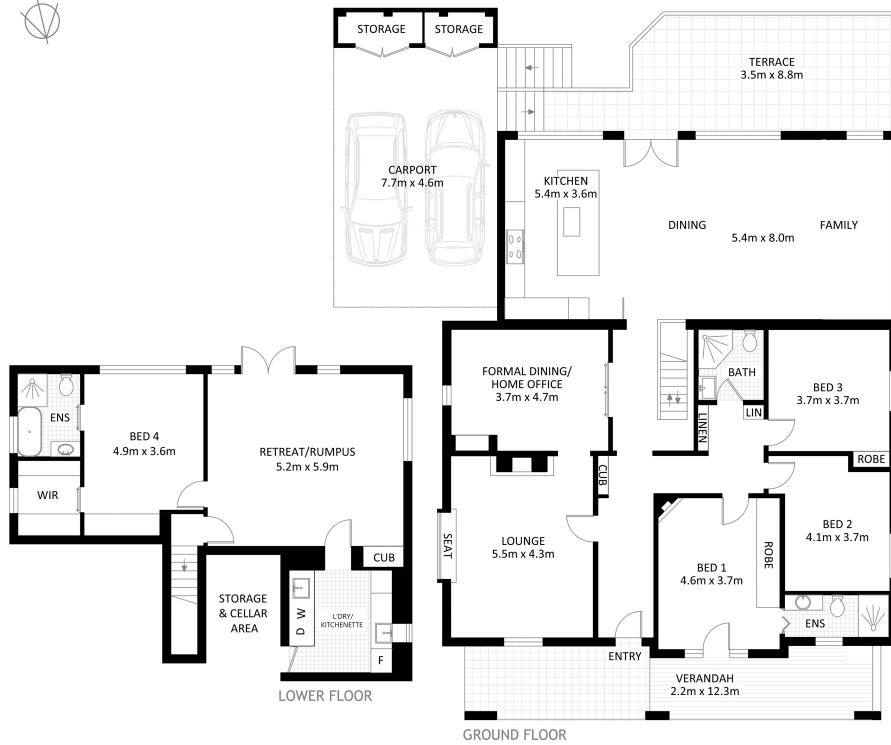 STORAGE
STORAGE
TERRACE
3.5m x 8.8m
CARPORT
7.7m x 4.6m
KITCHEN
5.4m x 3.6m
DINING
5.4m x 8.0m
FAMILY
FORMAL DINING/
HOME OFFICE
3.7m x 4.7m
BATH
BED 3
3.7m x 3.7m
LIN
LINEN
ROBE
CUB
LOUNGE
5.5m x 4.3m
SEAT
BED 1
4.6m x 3.7m
ROBE
BED 2
4.1m x 3.7m
ENS
ENTRY
VERANDAH
2.2m x 12.3m
GROUND FLOOR
ENS
BED 4
4.9m x 3.6m
WIR
RETREAT/RUMPUS
5.2m x 5.9m
CUB
STORAGE
& CELLAR
AREA
D W
L'DRY/
KITCHENETTE
F
LOWER FLOOR